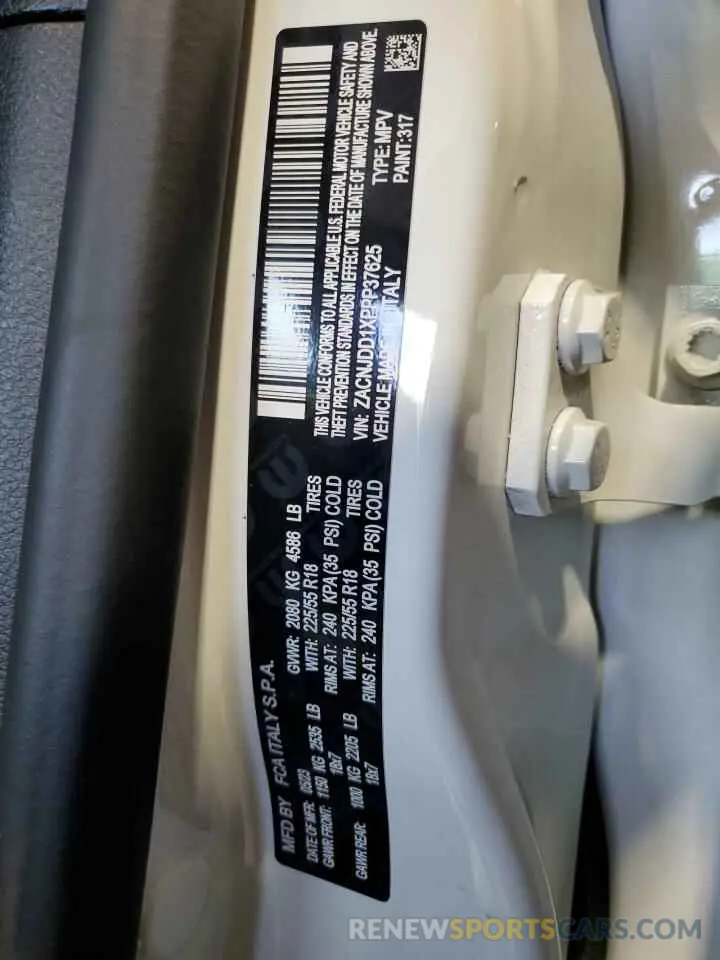 MFD BY FCA ITALY S.P.A.
DATE OF MFR: 10523 GVWR: 2080 KG 4586 LB
GAWR FRONT: 1150 KG 2535 LB WITH: 225/55 R18 TIRES
18x7 RIMS AT: 240 KPA(35 PSI) COLD
GAWR REAR: 1000 KG 2205 LB WITH: 225/55 R18 TIRES
18x7 RIMS AT: 240 KPA(35 PSI) COLD
THIS VEHICLE CONFORMS TO ALL APPLICABLE U.S. FEDERAL MOTOR VEHICLE SAFETY AND
THEFT PREVENTION STANDARDS IN EFFECT ON THE DATE OF MANUFACTURE SHOWN ABOVE.
VIN: ZACNJDD1XPPP37625 TYPE: MPV
VEHICLE MADE IN ITALY PAINT: 317
RENEWSPORTSCARS.COM